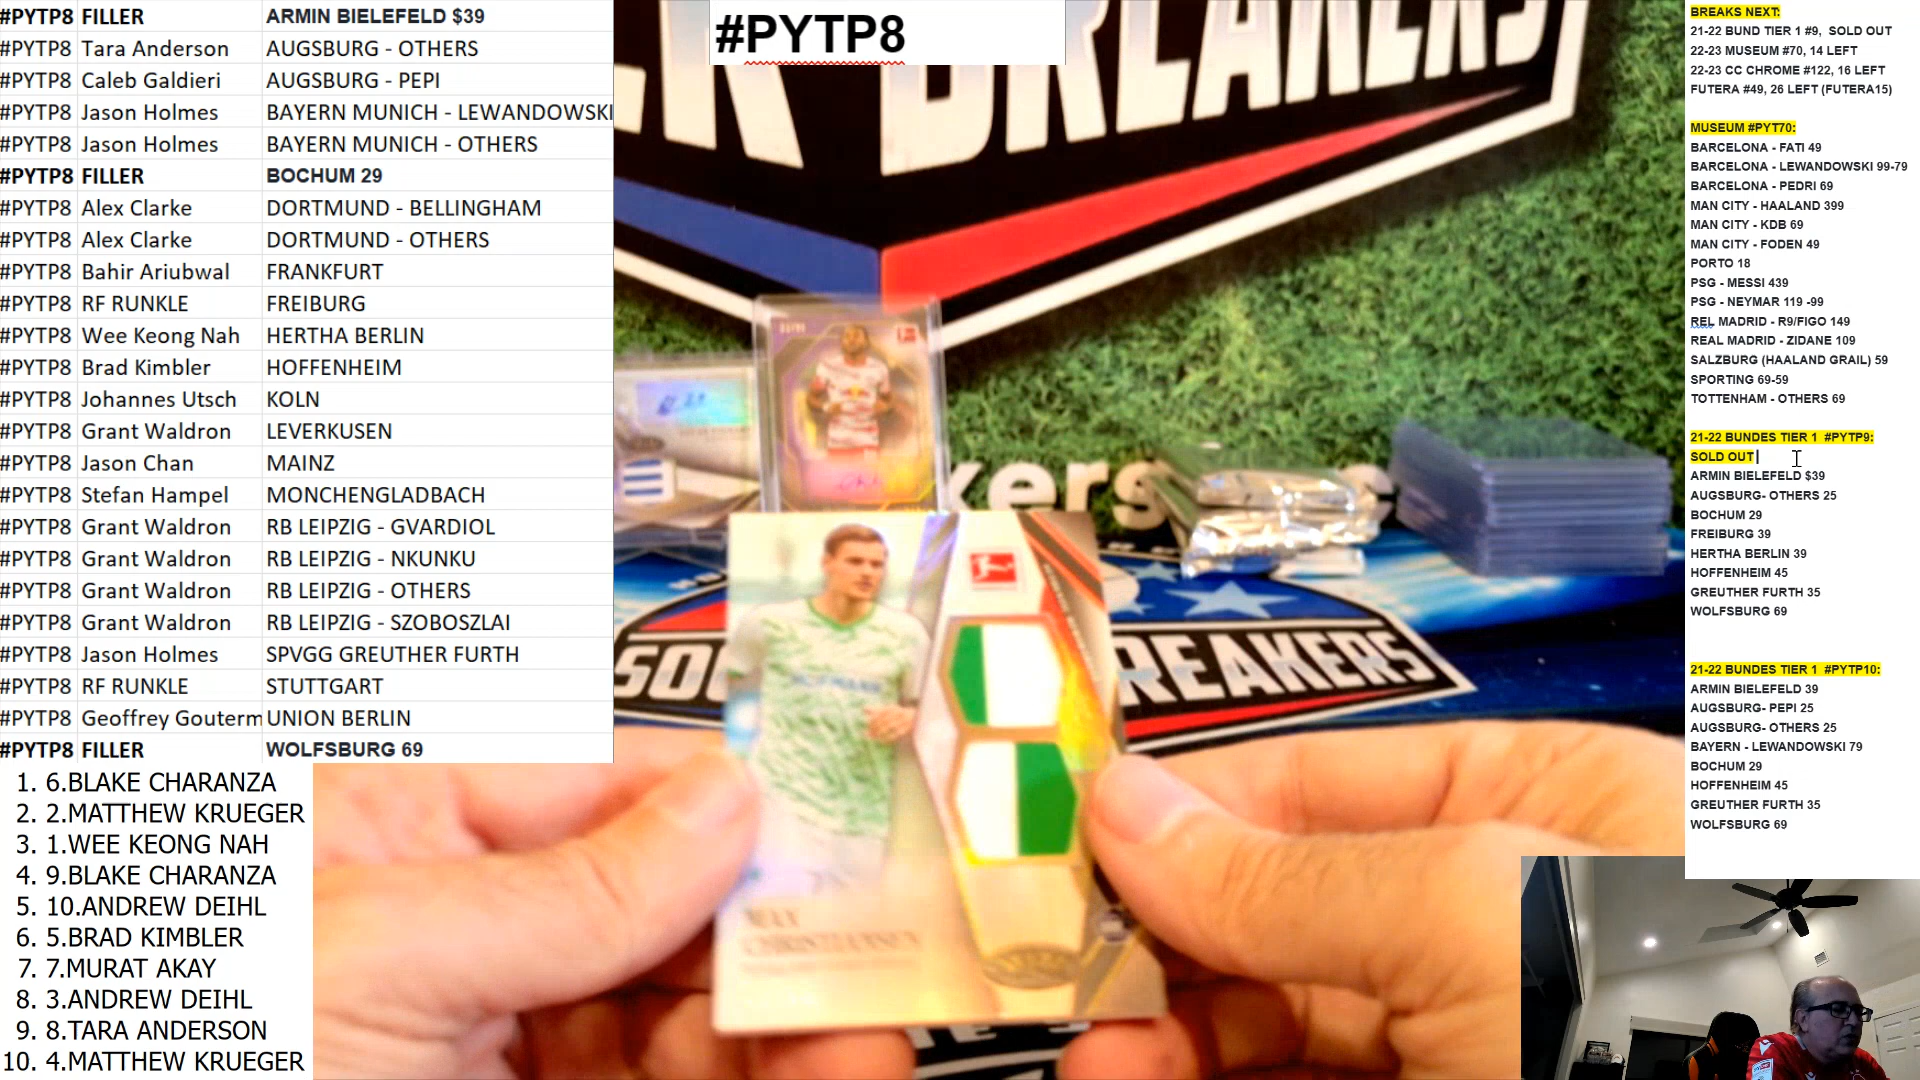 #PYTP8 FILLER ARMIN BIELEFELD $39
#PYTP8 Tara Anderson AUGSBURG - OTHERS
#PYTP8 Caleb Galdieri AUGSBURG - PEPI
#PYTP8 Jason Holmes BAYERN MUNICH - LEWANDOWSKI
#PYTP8 Jason Holmes BAYERN MUNICH - OTHERS
#PYTP8 FILLER BOCHUM 29
#PYTP8 Alex Clarke DORTMUND - BELLINGHAM
#PYTP8 Alex Clarke DORTMUND - OTHERS
#PYTP8 Bahir Ariubwal FRANKFURT
#PYTP8 RF RUNKLE FREIBURG
#PYTP8 Wee Keong Nah HERTHA BERLIN
#PYTP8 Brad Kimbler HOFFENHEIM
#PYTP8 Johannes Utsch KOLN
#PYTP8 Grant Waldron LEVERKUSEN
#PYTP8 Jason Chan MAINZ
#PYTP8 Stefan Hampel MONCHENGLADBACH
#PYTP8 Grant Waldron RB LEIPZIG - GVARDIOL
#PYTP8 Grant Waldron RB LEIPZIG - NKUNKU
#PYTP8 Grant Waldron RB LEIPZIG - OTHERS
#PYTP8 Grant Waldron RB LEIPZIG - SZOBOSZLAI
#PYTP8 Jason Holmes SPVGG GREUTHER FURTH
#PYTP8 RF RUNKLE STUTTGART
#PYTP8 Geoffrey Gouterm UNION BERLIN
#PYTP8 FILLER WOLFSBURG 69
1. 6.BLAKE CHARANZA
2. 2.MATTHEW KRUEGER
3. 1.WEE KEONG NAH
4. 9.BLAKE CHARANZA
5. 10.ANDREW DEIHL
6. 5.BRAD KIMBLER
7. 7.MURAT AKAY
8. 3.ANDREW DEIHL
9. 8.TARA ANDERSON
10. 4.MATTHEW KRUEGER
#PYTP8
BREAKERS
kers
SOC
BREAKERS
CHRISTIANSEN
BREAKS NEXT:
21-22 BUND TIER 1 #9, SOLD OUT
22-23 MUSEUM #70, 14 LEFT
22-23 CC CHROME #122, 16 LEFT
FUTERA #49, 26 LEFT (FUTERA15)
MUSEUM #PYT70:
BARCELONA - FATI 49
BARCELONA - LEWANDOWSKI 99-79
BARCELONA - PEDRI 69
MAN CITY - HAALAND 399
MAN CITY - KDB 69
MAN CITY - FODEN 49
PORTO 18
PSG - MESSI 439
PSG - NEYMAR 119 -99
REL MADRID - R9/FIGO 149
REAL MADRID - ZIDANE 109
SALZBURG (HAALAND GRAIL) 59
SPORTING 69-59
TOTTENHAM - OTHERS 69
21-22 BUNDES TIER 1 #PYTP9:
SOLD OUT
ARMIN BIELEFELD $39
AUGSBURG- OTHERS 25
BOCHUM 29
FREIBURG 39
HERTHA BERLIN 39
HOFFENHEIM 45
GREUTHER FURTH 35
WOLFSBURG 69
21-22 BUNDES TIER 1 #PYTP10:
ARMIN BIELEFELD 39
AUGSBURG- PEPI 25
AUGSBURG- OTHERS 25
BAYERN - LEWANDOWSKI 79
BOCHUM 29
HOFFENHEIM 45
GREUTHER FURTH 35
WOLFSBURG 69